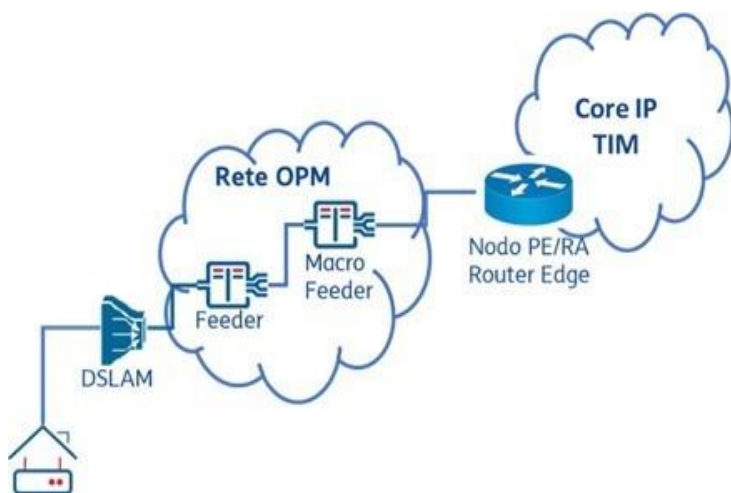 Core IP
TIM
Rete OPM
Nodo PE/RA
Router Edge
Macro
Feeder
Feeder
DSLAM